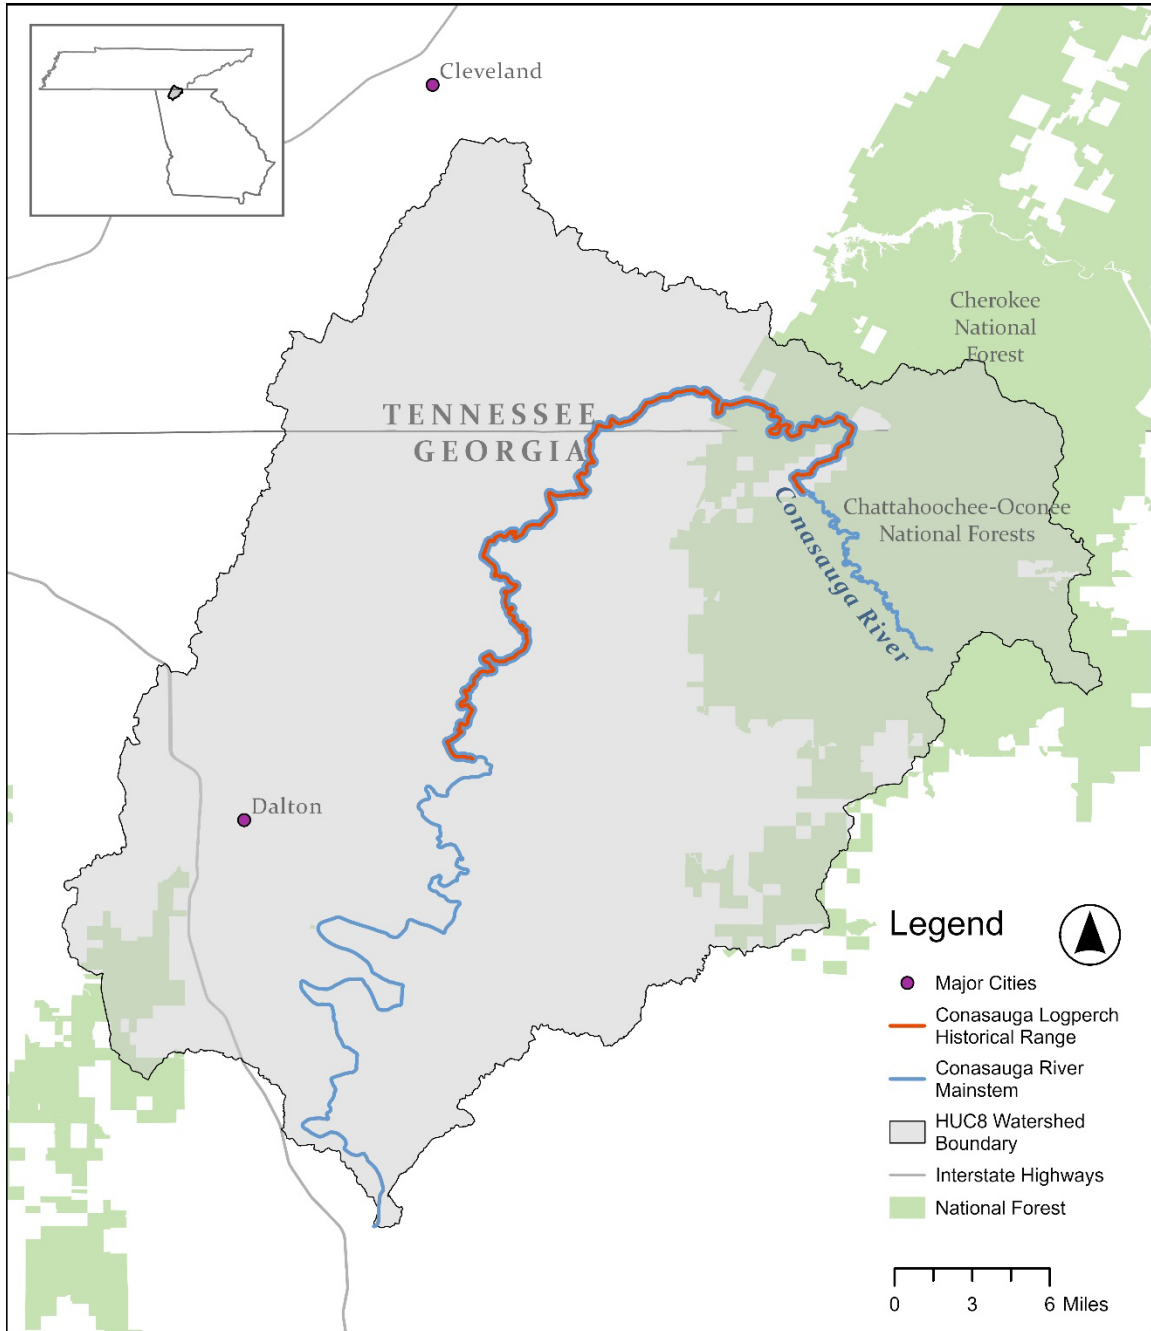 Cleveland
Cherokee
National
Forest
TENNESSEE
GEORGIA
Conasauga River
Chattahoochee-Oconee
National Forests
Dalton
Legend
Major Cities
Conasauga Logperch
Historical Range
Conasauga River
Mainstem
HUC8 Watershed
Boundary
Interstate Highways
National Forest
0 3 6 Miles